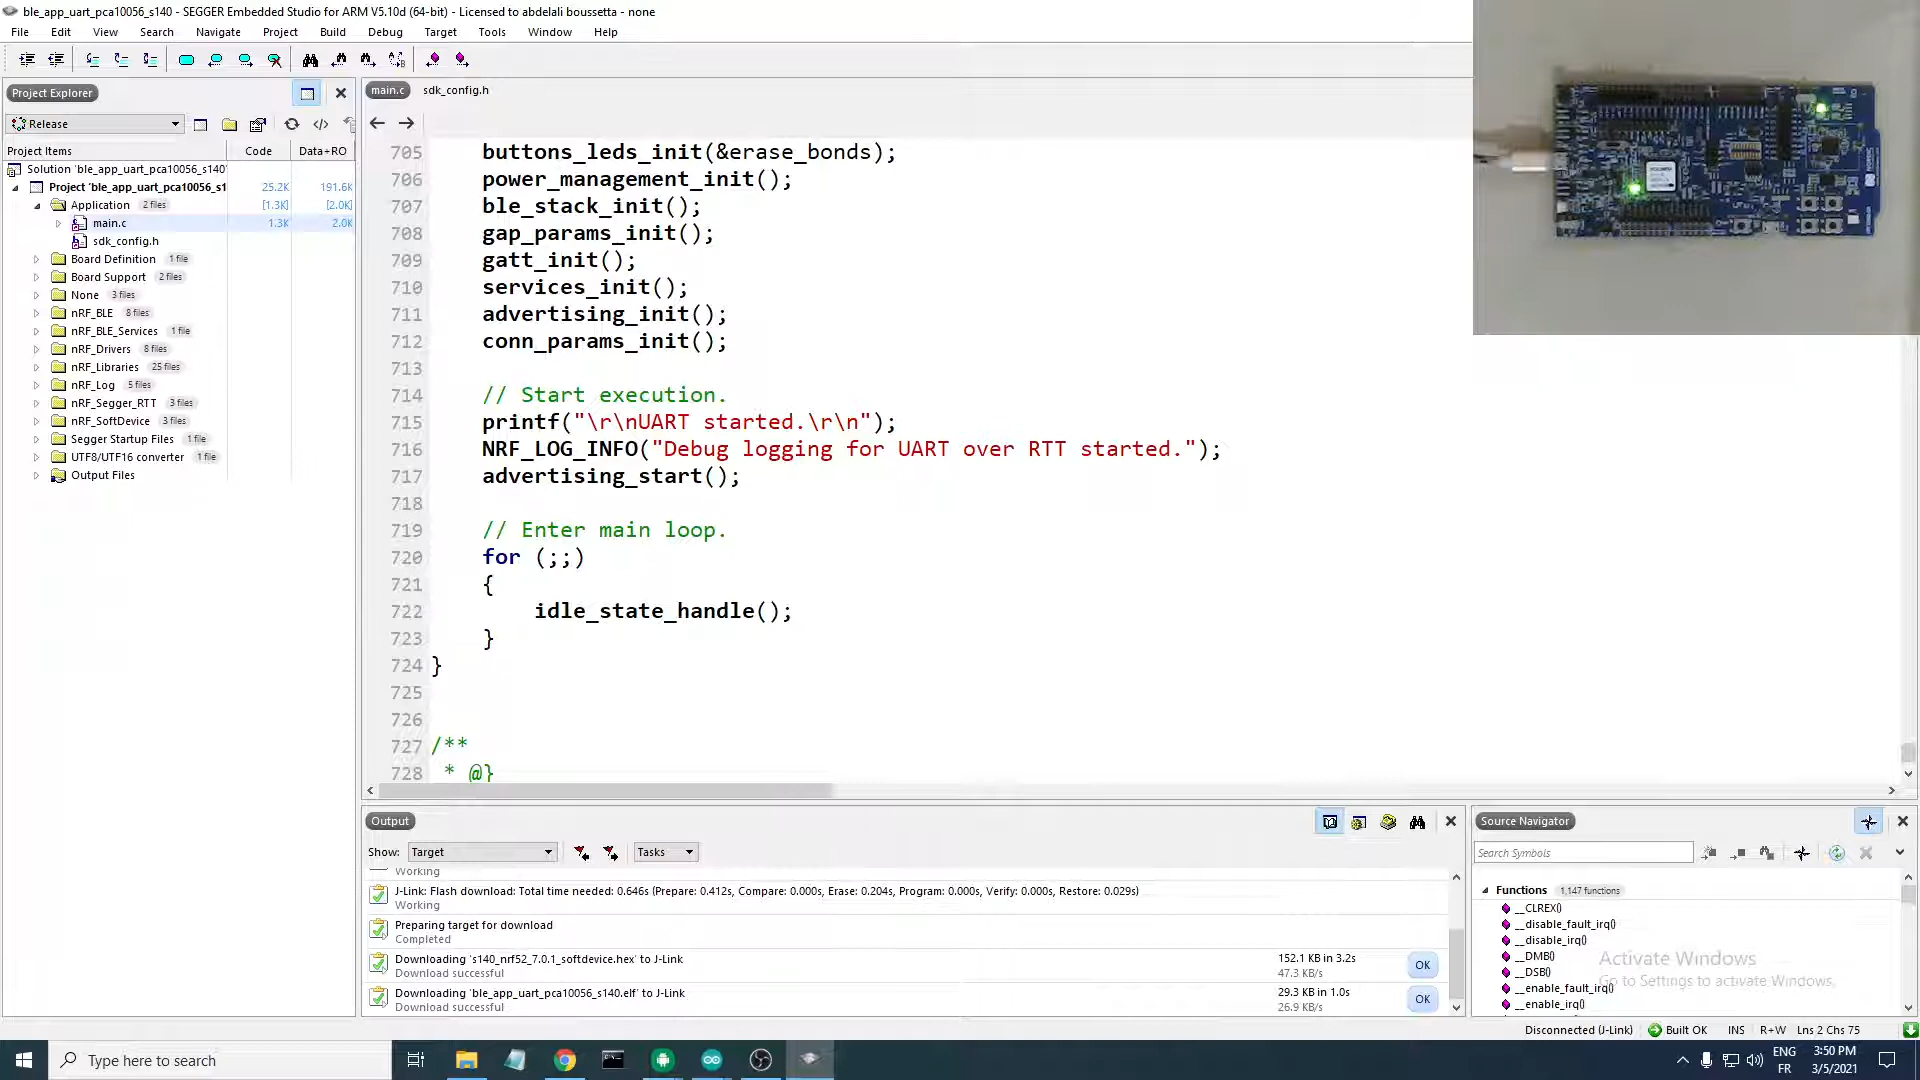 ble_app_uart_pca10056_s140 - SEGGER Embedded Studio for ARM V5.10d (64-bit) - Licensed to abdelali boussetta - none
File Edit View Search Navigate Project Build Debug Target Tools Window Help
Project Explorer
main.c sdk_config.h
Release
Project Items Code Data+RO
Solution 'ble_app_uart_pca10056_s140'
Project 'ble_app_uart_pca10056_s1 25.2K 191.6k
Application 2 files [1.3K] [2.0K]
main.c 1.3K 2.0K
sdk_config.h
Board Definition 1 file
Board Support 2 files
None 3 files
nRF_BLE 8 files
nRF_BLE_Services 1 file
nRF_Drivers 8 files
nRF_Libraries 25 files
nRF_Log 5 files
nRF_Segger_RTT 3 files
nRF_SoftDevice 3 files
Segger Startup Files 1 file
UTF8/UTF16 converter 1 file
Output Files
705 buttons_leds_init(&erase_bonds);
706 power_management_init();
707 ble_stack_init();
708 gap_params_init();
709 gatt_init();
710 services_init();
711 advertising_init();
712 conn_params_init();
713
714 // Start execution.
715 printf("\r\nUART started.\r\n");
716 NRF_LOG_INFO("Debug logging for UART over RTT started.");
717 advertising_start();
718
719 // Enter main loop.
720 for (;;)
721 {
722 idle_state_handle();
723 }
724 }
725
726
727 /**
728 * @}
Output
Show: Target Tasks
Working
J-Link: Flash download: Total time needed: 0.646s (Prepare: 0.412s, Compare: 0.000s, Erase: 0.204s, Program: 0.000s, Verify: 0.000s, Restore: 0.029s)
Working
Preparing target for download
Completed
Downloading 's140_nrf52_7.0.1_softdevice.hex' to J-Link 152.1 KB in 3.2s OK
Download successful 47.3 KB/s
Downloading 'ble_app_uart_pca10056_s140.elf' to J-Link 29.3 KB in 1.0s OK
Download successful 26.9 KB/s
Source Navigator
Search Symbols
Functions 1,147 functions
__CLREX()
__disable_fault_irq()
__disable_irq()
__DMB()
__DSB()
__enable_fault_irq()
__enable_irq()
Activate Windows
Go to Settings to activate Windows.
Disconnected (J-Link) Built OK INS R+W Lns 2 Chs 75
Type here to search
ENG 3:50 PM
FR 3/5/2021